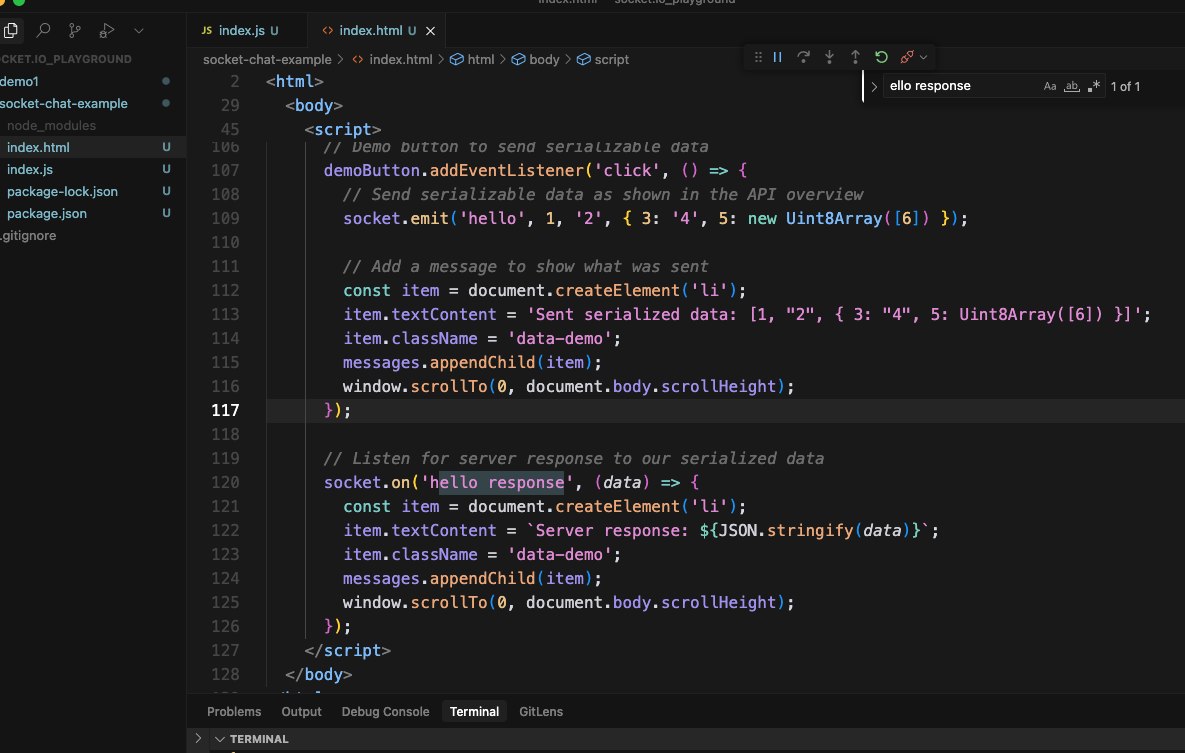 index.html — socket.io_playground
JS index.js U
<> index.html U
CKET.IO_PLAYGROUND
demo1
socket-chat-example
node_modules
index.html U
index.js U
package-lock.json U
package.json U
.gitignore
socket-chat-example > <> index.html > html > body > script
ello response
Aa ab .* 1 of 1
2 <html>
29 <body>
45 <script>
106 // Demo button to send serializable data
107 demoButton.addEventListener('click', () => {
108 // Send serializable data as shown in the API overview
109 socket.emit('hello', 1, '2', { 3: '4', 5: new Uint8Array([6]) });
110
111 // Add a message to show what was sent
112 const item = document.createElement('li');
113 item.textContent = 'Sent serialized data: [1, "2", { 3: "4", 5: Uint8Array([6]) }]';
114 item.className = 'data-demo';
115 messages.appendChild(item);
116 window.scrollTo(0, document.body.scrollHeight);
117 });
118
119 // Listen for server response to our serialized data
120 socket.on('hello response', (data) => {
121 const item = document.createElement('li');
122 item.textContent = `Server response: ${JSON.stringify(data)}`;
123 item.className = 'data-demo';
124 messages.appendChild(item);
125 window.scrollTo(0, document.body.scrollHeight);
126 });
127 </script>
128 </body>
Problems Output Debug Console Terminal GitLens
TERMINAL